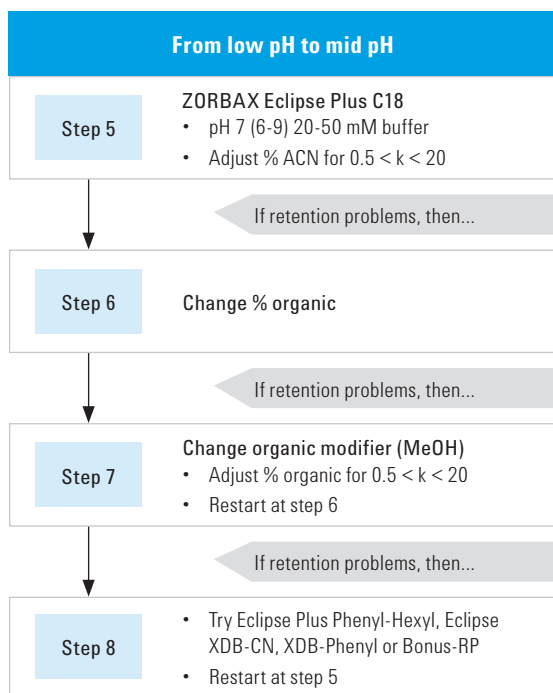 From low pH to mid pH
Step 5
ZORBAX Eclipse Plus C18
• pH 7 (6-9) 20-50 mM buffer
• Adjust % ACN for 0.5 < k < 20
If retention problems, then...
Step 6
Change % organic
If retention problems, then...
Step 7
Change organic modifier (MeOH)
• Adjust % organic for 0.5 < k < 20
• Restart at step 6
If retention problems, then...
Step 8
• Try Eclipse Plus Phenyl-Hexyl, Eclipse
XDB-CN, XDB-Phenyl or Bonus-RP
• Restart at step 5